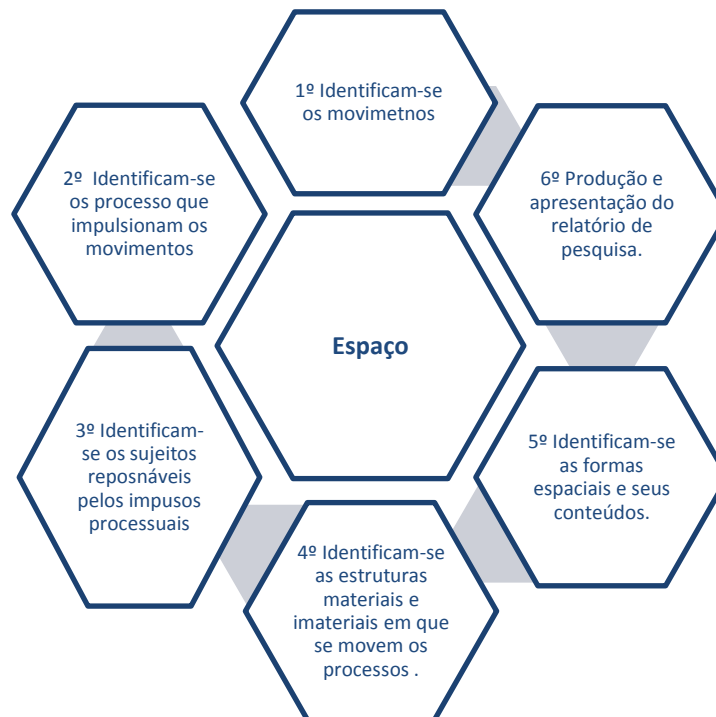 1º Identificam-se
os movimetnos
2º Identificam-se
os processo que
impulsionam os
movimentos
6º Produção e
apresentação do
relatório de
pesquisa.
Espaço
3º Identificam-
se os sujeitos
reposnáveis
pelos impusos
processuais
5º Identificam-se
as formas
espaciais e seus
conteúdos.
4º Identificam-se
as estruturas
materiais e
imateriais em que
se movem os
processos .